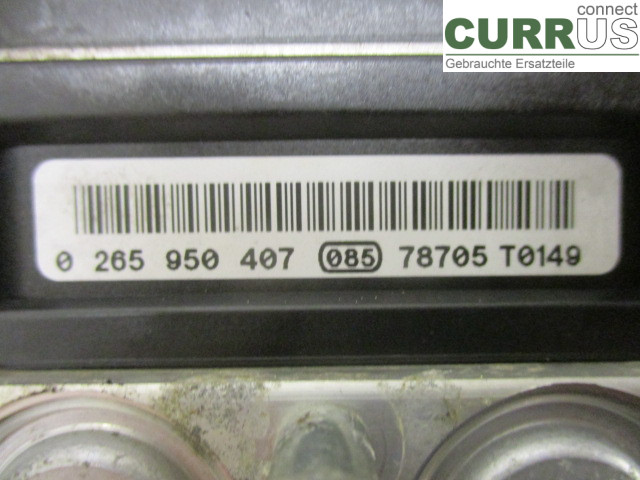 connect
CURRUS
Gebrauchte Ersatzteile
0 265 950 407 085 78705 T0149